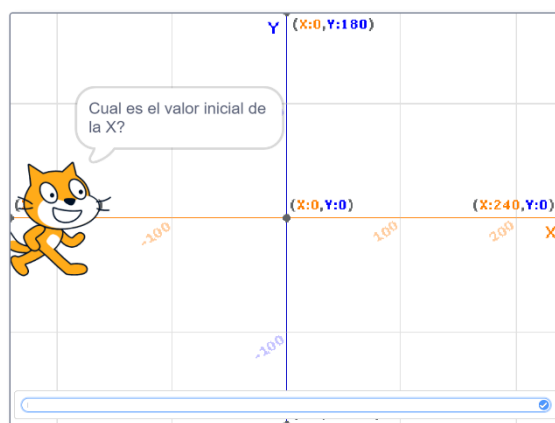 Y (X:0,Y:180)
Cual es el valor inicial de
la X?
(X:0,Y:0)
(X:240,Y:0)
-100
100
200
X
-100